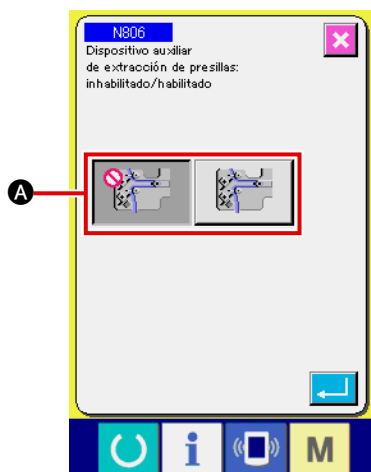 N806
Dispositivo auxiliar
de extracción de presillas:
inhabilitado/habilitado
A
i
M